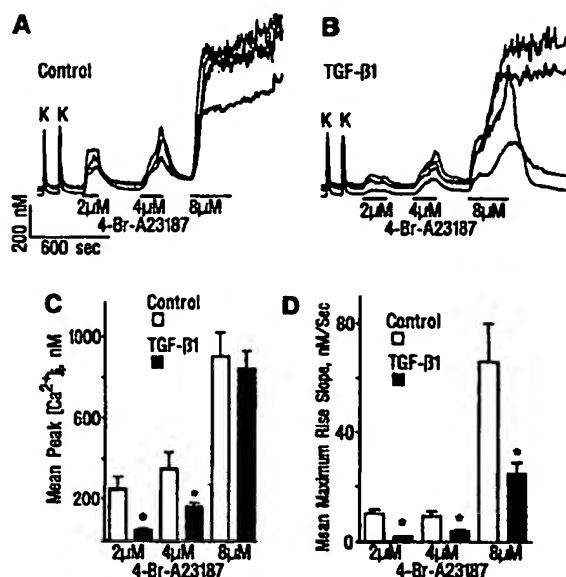 A
Control
K K
2µM 4µM 8µM
4-Br-A23187
200 nM
600 sec
B
TGF-β1
K K
2µM 4µM 8µM
4-Br-A23187
C
Control
TGF-β1
Mean Peak [Ca²⁺]ᵢ, nM
1000
600
200
2µM 4µM 8µM
4-Br-A23187
D
Control
TGF-β1
Mean Maximum Rise Slope, nM/Sec
80
40
0
* * *
2µM 4µM 8µM
4-Br-A23187